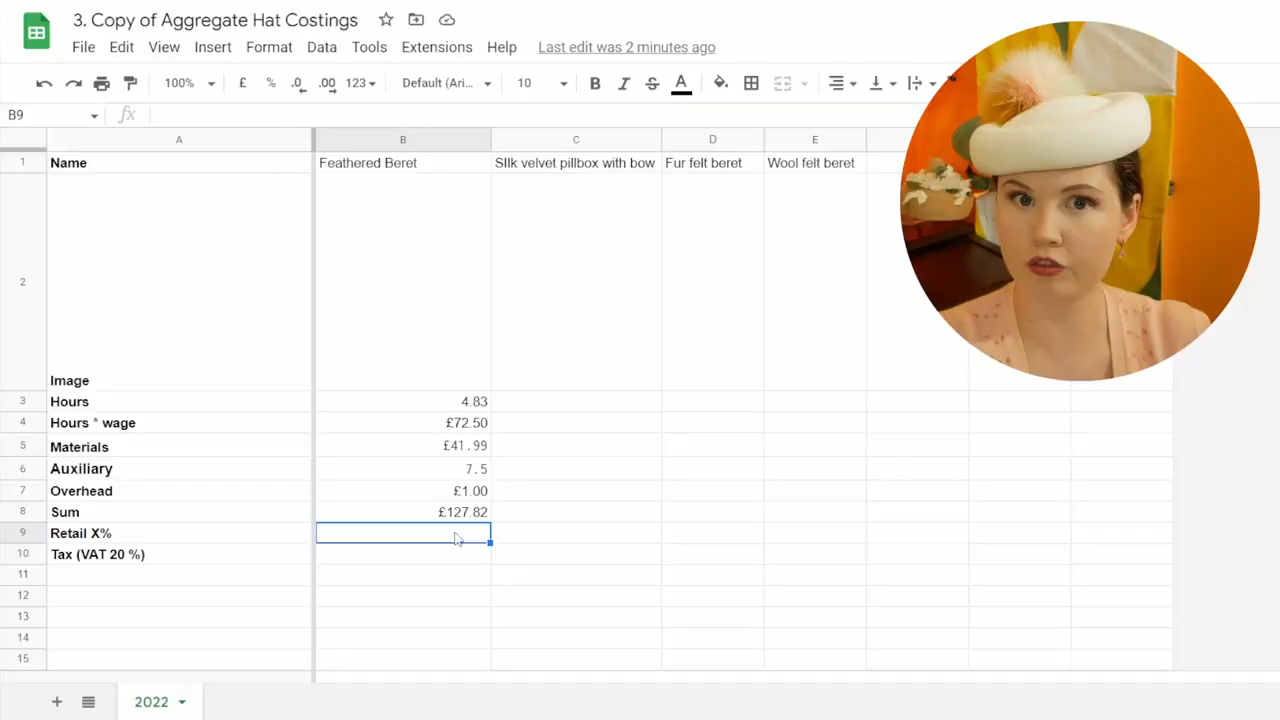 3. Copy of Aggregate Hat Costings
File Edit View Insert Format Data Tools Extensions Help Last edit was 2 minutes ago
100% £ % .0 .00 123 Default (Ari... 10 B I S A
B9 fx
A B C D E
1 Name Feathered Beret SIlk velvet pillbox with bow Fur felt beret Wool felt beret
2 Image
3 Hours 4.83
4 Hours * wage £72.50
5 Materials £41.99
6 Auxiliary 7.5
7 Overhead £1.00
8 Sum £127.82
9 Retail X%
10 Tax (VAT 20 %)
11
12
13
14
15
+ 2022